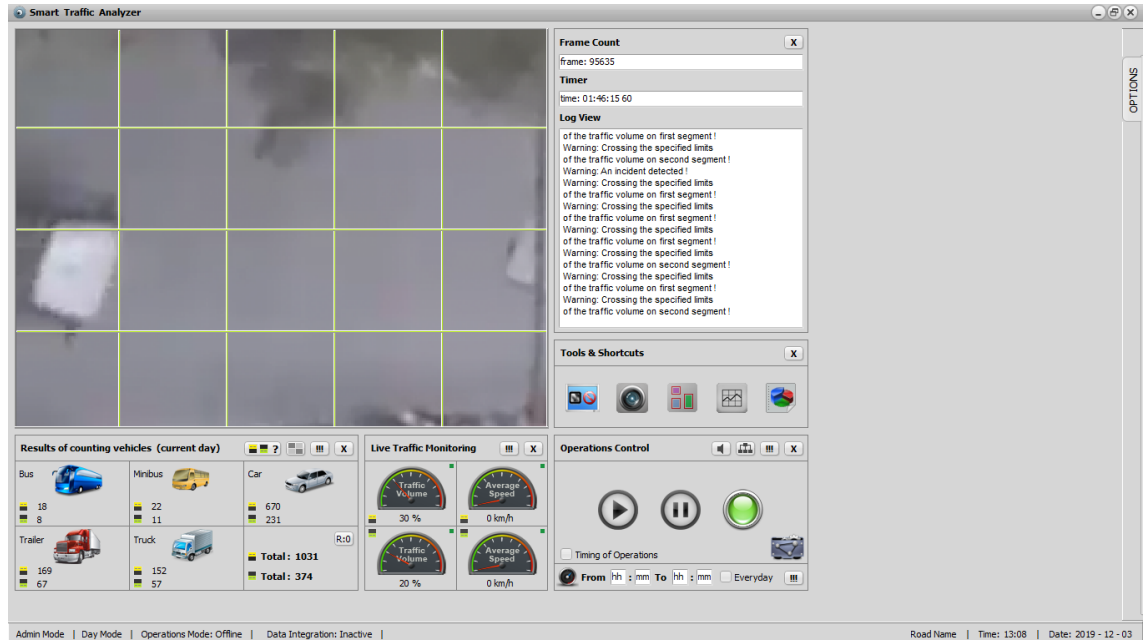 Smart Traffic Analyzer
Frame Count
X
frame: 95635
Timer
time: 01:46:15 60
Log View
of the traffic volume on first segment !
Warning: Crossing the specified limits
of the traffic volume on second segment !
Warning: An incident detected !
Warning: Crossing the specified limits
of the traffic volume on first segment !
Warning: Crossing the specified limits
of the traffic volume on first segment !
Warning: Crossing the specified limits
of the traffic volume on first segment !
Warning: Crossing the specified limits
of the traffic volume on second segment !
Warning: Crossing the specified limits
of the traffic volume on first segment !
Warning: Crossing the specified limits
of the traffic volume on second segment !
OPTIONS
Tools & Shortcuts
X
Results of counting vehicles (current day)
? !!! X
Bus
18
8
Minibus
22
11
Car
670
231
Trailer
169
67
Truck
152
57
R:0
Total : 1031
Total : 374
Live Traffic Monitoring
!!! X
Traffic Volume
30 %
Average Speed
0 km/h
Traffic Volume
20 %
Average Speed
0 km/h
Operations Control
!!! X
Timing of Operations
From hh : mm To hh : mm Everyday !!!
Admin Mode | Day Mode | Operations Mode: Offline | Data Integration: Inactive |
Road Name | Time: 13:08 | Date: 2019 - 12 - 03